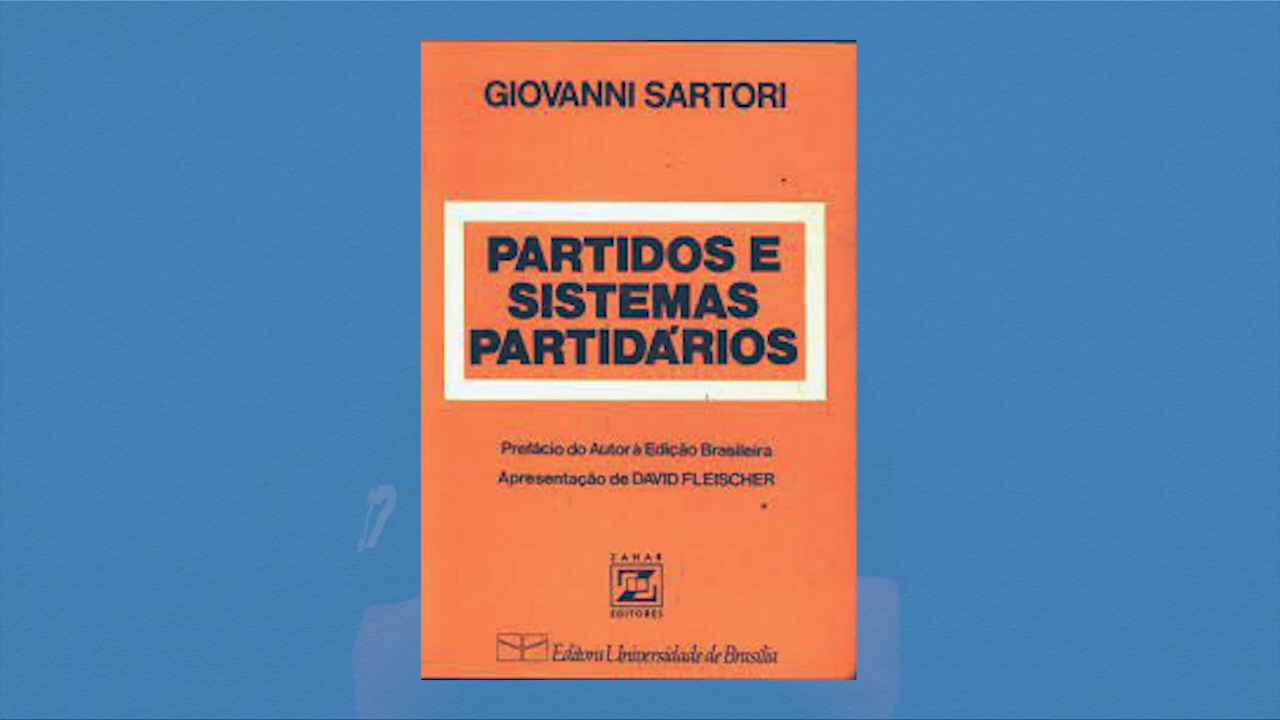 GIOVANNI SARTORI
PARTIDOS E
SISTEMAS
PARTIDÁRIOS
Prefácio do Autor à Edição Brasileira
Apresentação de DAVID FLEISCHER
ZAHAR
EDITORES
Editora Universidade de Brasília